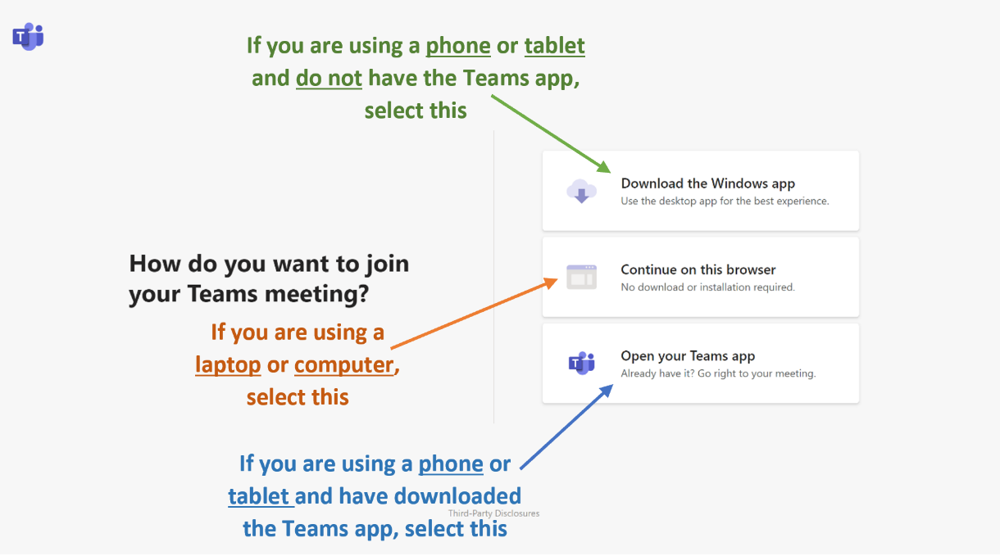 If you are using a phone or tablet
and do not have the Teams app,
select this
Download the Windows app
Use the desktop app for the best experience.
How do you want to join
your Teams meeting?
Continue on this browser
No download or installation required.
If you are using a
laptop or computer,
select this
Open your Teams app
Already have it? Go right to your meeting.
If you are using a phone or
tablet and have downloaded
the Teams app, select this
Third-Party Disclosures
T
T